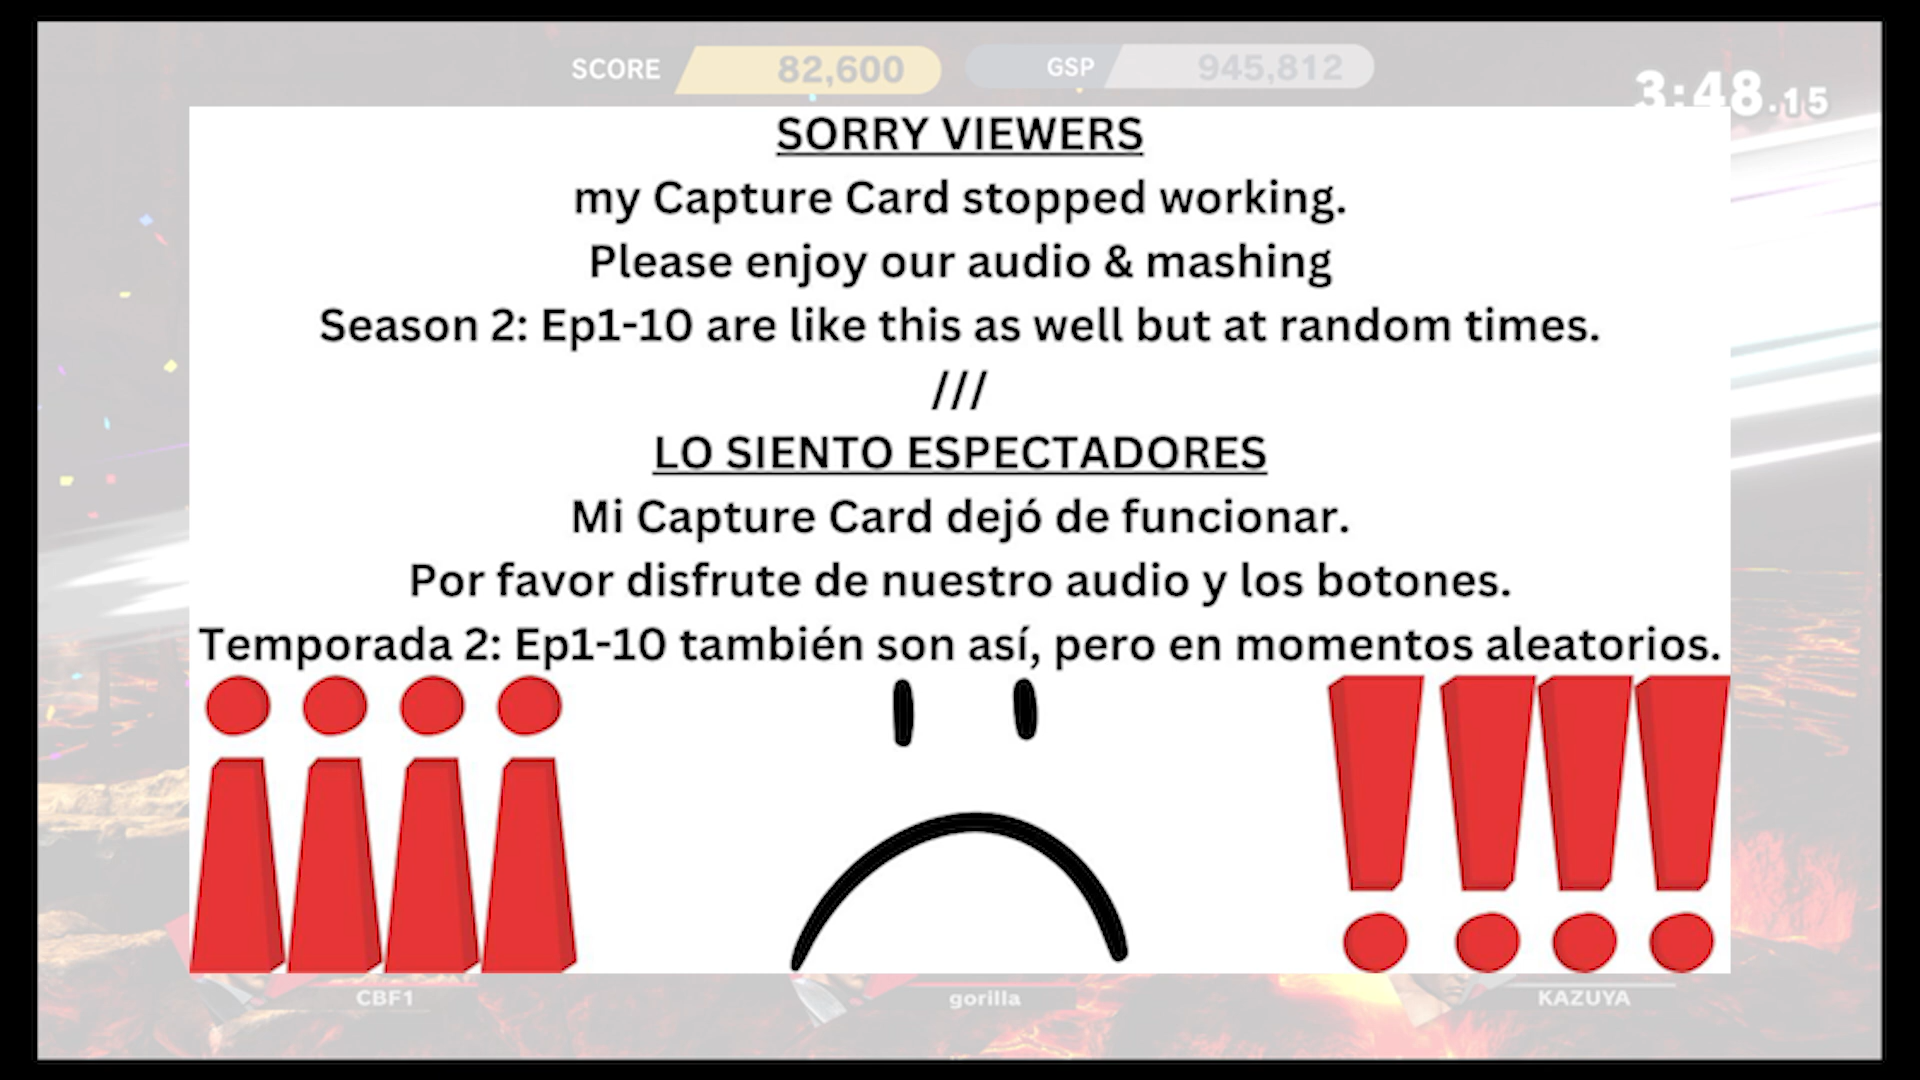 SCORE 82,600 GSP 945,812
3:48.15
SORRY VIEWERS
my Capture Card stopped working.
Please enjoy our audio & mashing
Season 2: Ep1-10 are like this as well but at random times.
///
LO SIENTO ESPECTADORES
Mi Capture Card dejó de funcionar.
Por favor disfrute de nuestro audio y los botones.
Temporada 2: Ep1-10 también son así, pero en momentos aleatorios.
¡¡¡¡ !!!!
CBF1 gorilla KAZUYA